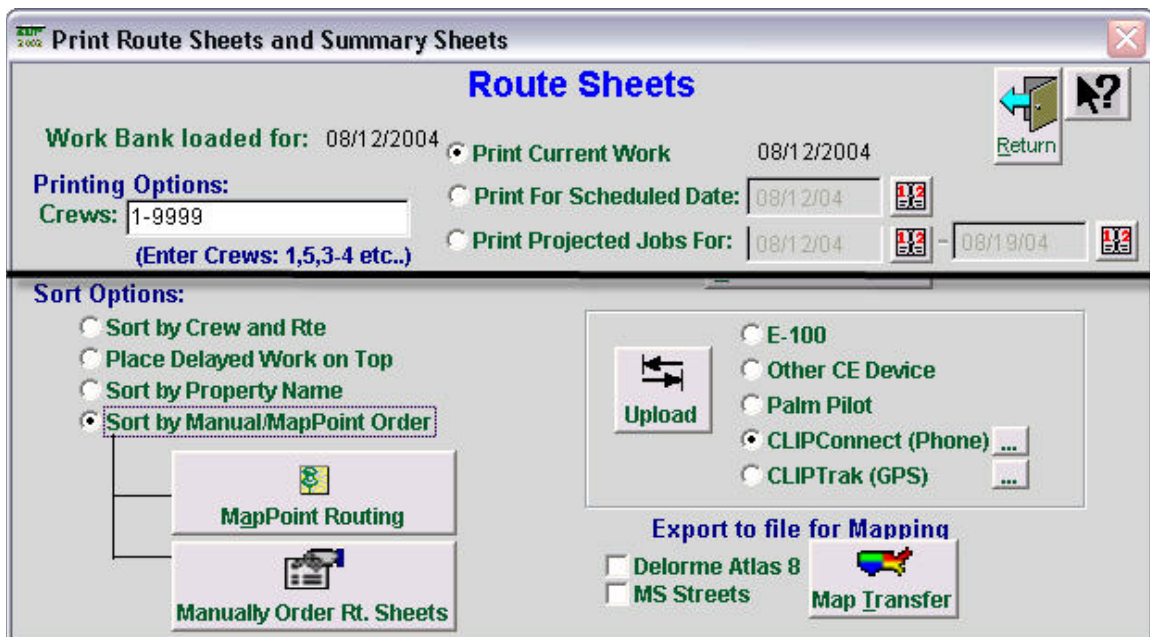 Print Route Sheets and Summary Sheets
Route Sheets
Work Bank loaded for: 08/12/2004
Print Current Work 08/12/2004
Return
Printing Options:
Crews: 1-9999
(Enter Crews: 1,5,3-4 etc..)
Print For Scheduled Date: 08/12/04
Print Projected Jobs For: 08/12/04 - 08/19/04
Sort Options:
Sort by Crew and Rte
Place Delayed Work on Top
Sort by Property Name
Sort by Manual/MapPoint Order
MapPoint Routing
Manually Order Rt. Sheets
Upload
E-100
Other CE Device
Palm Pilot
CLIPConnect (Phone) ...
CLIPTrak (GPS) ...
Export to file for Mapping
Delorme Atlas 8
MS Streets
Map Transfer